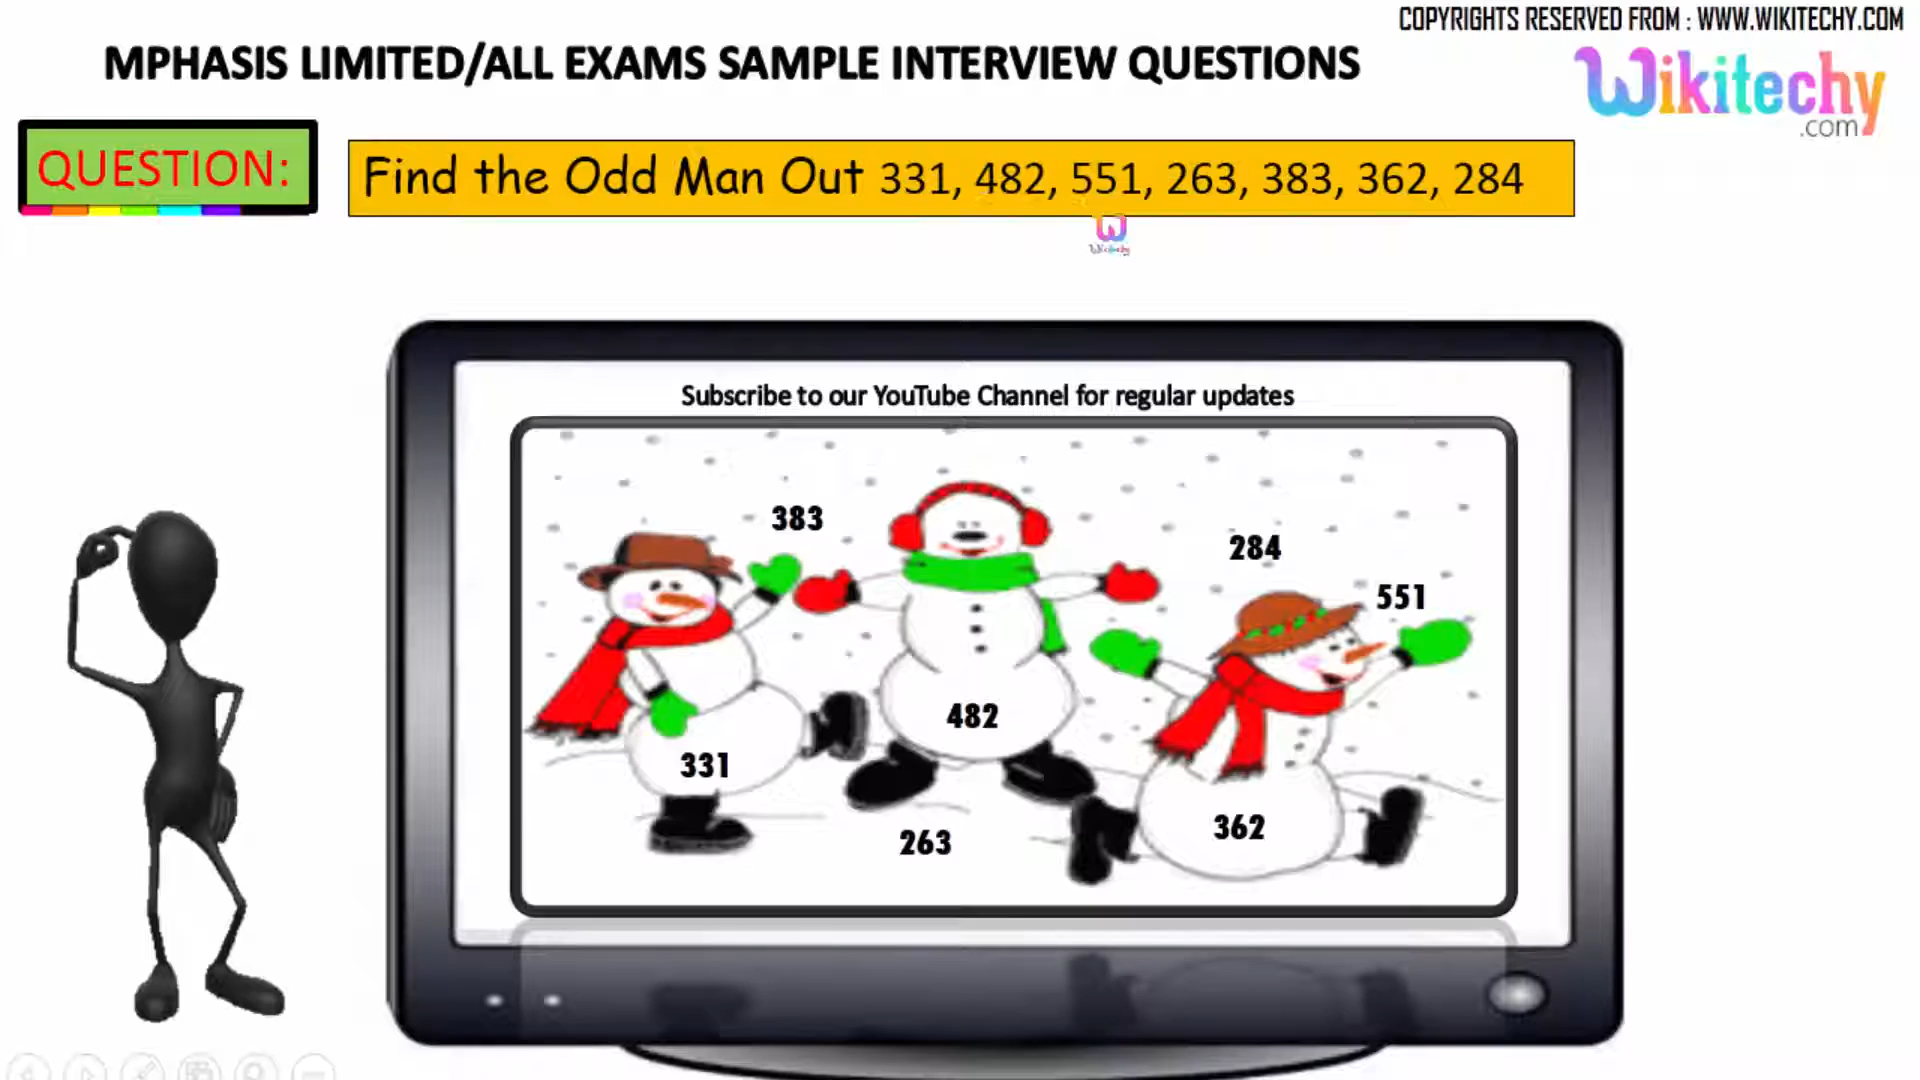 COPYRIGHTS RESERVED FROM : WWW.WIKITECHY.COM
MPHASIS LIMITED/ALL EXAMS SAMPLE INTERVIEW QUESTIONS
Wikitechy
.com
QUESTION:
Find the Odd Man Out 331, 482, 551, 263, 383, 362, 284
W
Wikitechy
Subscribe to our YouTube Channel for regular updates
383
284
551
482
331
362
263